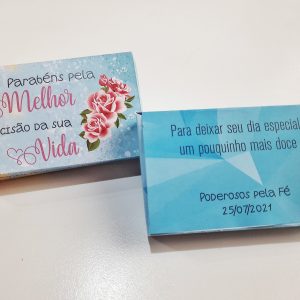 Parabéns pela
Melhor
cisão da sua
Vida
Para deixar seu dia especial
um pouquinho mais doce
Poderosos pela Fé
25/07/2021